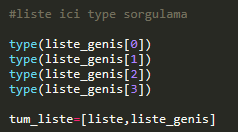 #liste ici type sorgulama
type(liste_genis[0])
type(liste_genis[1])
type(liste_genis[2])
type(liste_genis[3])
tum_liste=[liste,liste_genis]